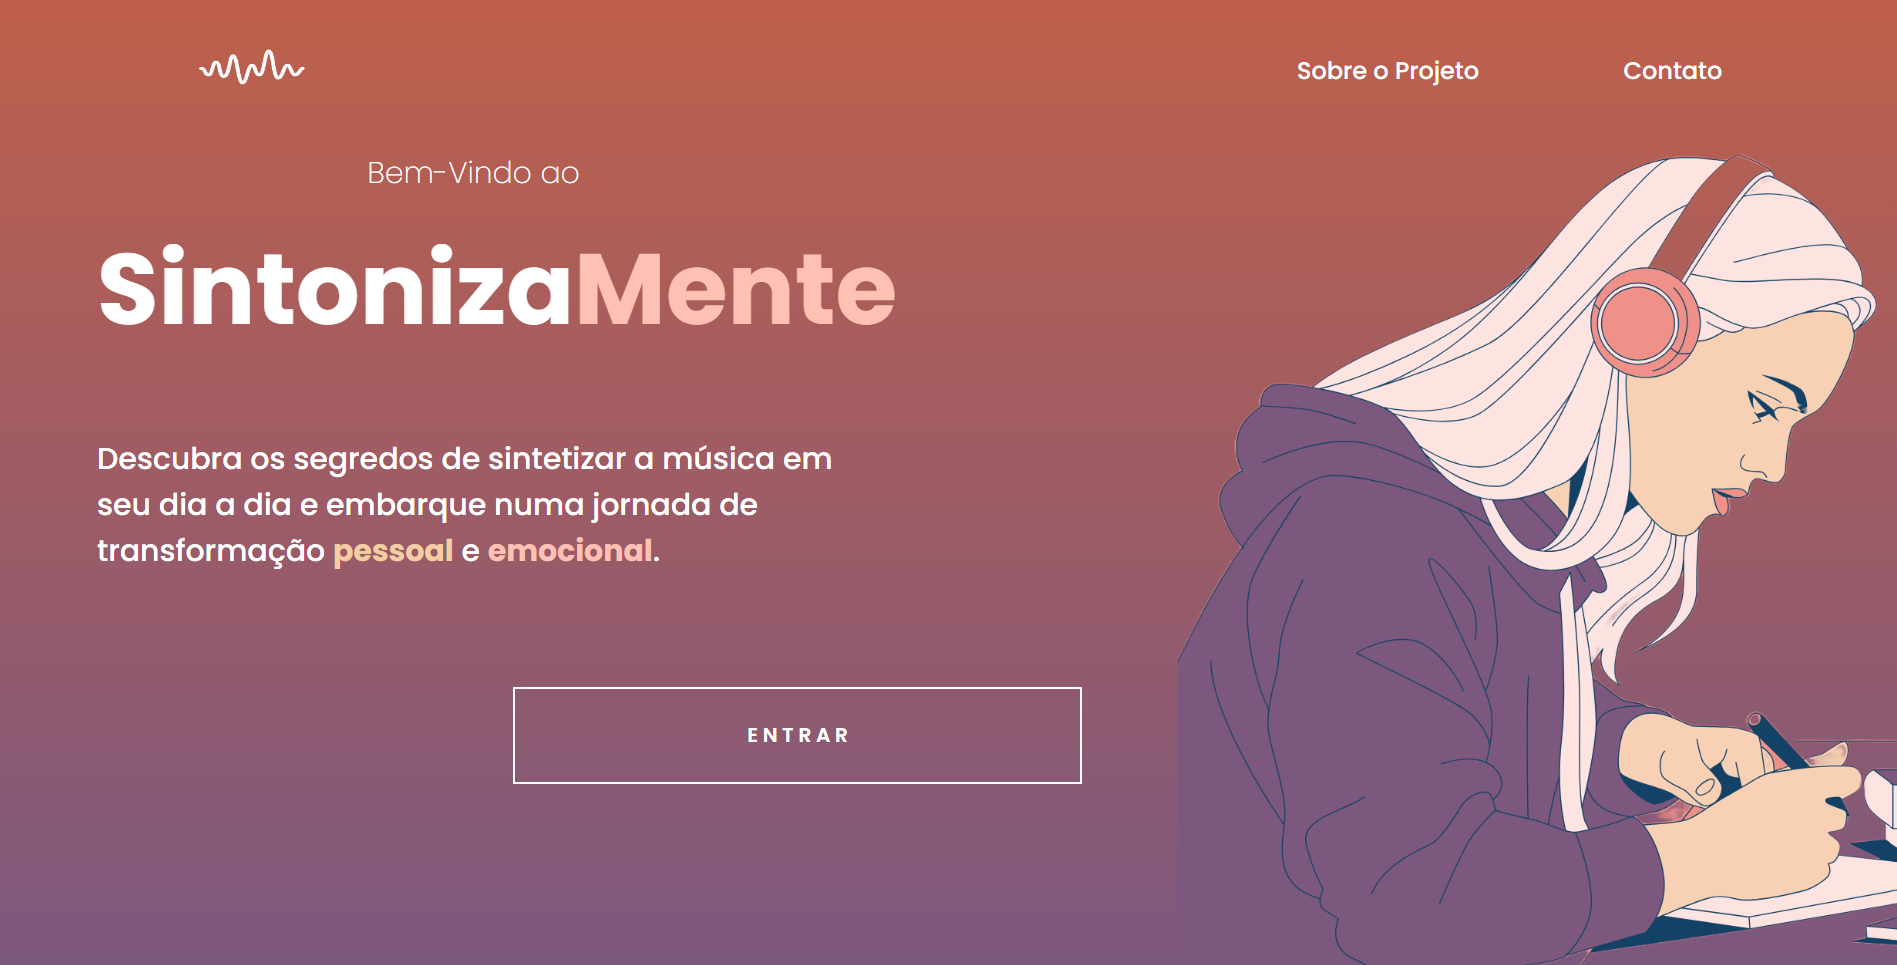 Sobre o Projeto
Contato
Bem-Vindo ao
SintonizaMente
Descubra os segredos de sintetizar a música em
seu dia a dia e embarque numa jornada de
transformação pessoal e emocional.
ENTRAR